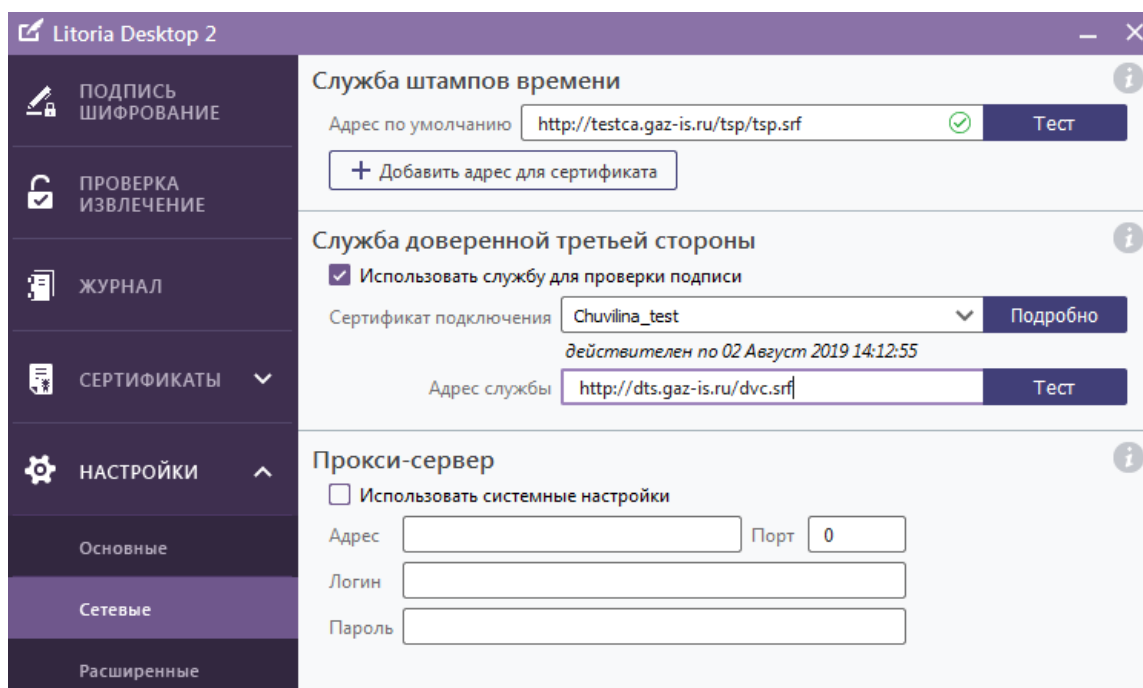 Litoria Desktop 2
ПОДПИСЬ
ШИФРОВАНИЕ
ПРОВЕРКА
ИЗВЛЕЧЕНИЕ
ЖУРНАЛ
СЕРТИФИКАТЫ
НАСТРОЙКИ
Основные
Сетевые
Расширенные
Служба штампов времени
Адрес по умолчанию http://testca.gaz-is.ru/tsp/tsp.srf Тест
+ Добавить адрес для сертификата
Служба доверенной третьей стороны
Использовать службу для проверки подписи
Сертификат подключения Chuvilina_test Подробно
действителен по 02 Август 2019 14:12:55
Адрес службы http://dts.gaz-is.ru/dvc.srf Тест
Прокси-сервер
Использовать системные настройки
Адрес Порт 0
Логин
Пароль